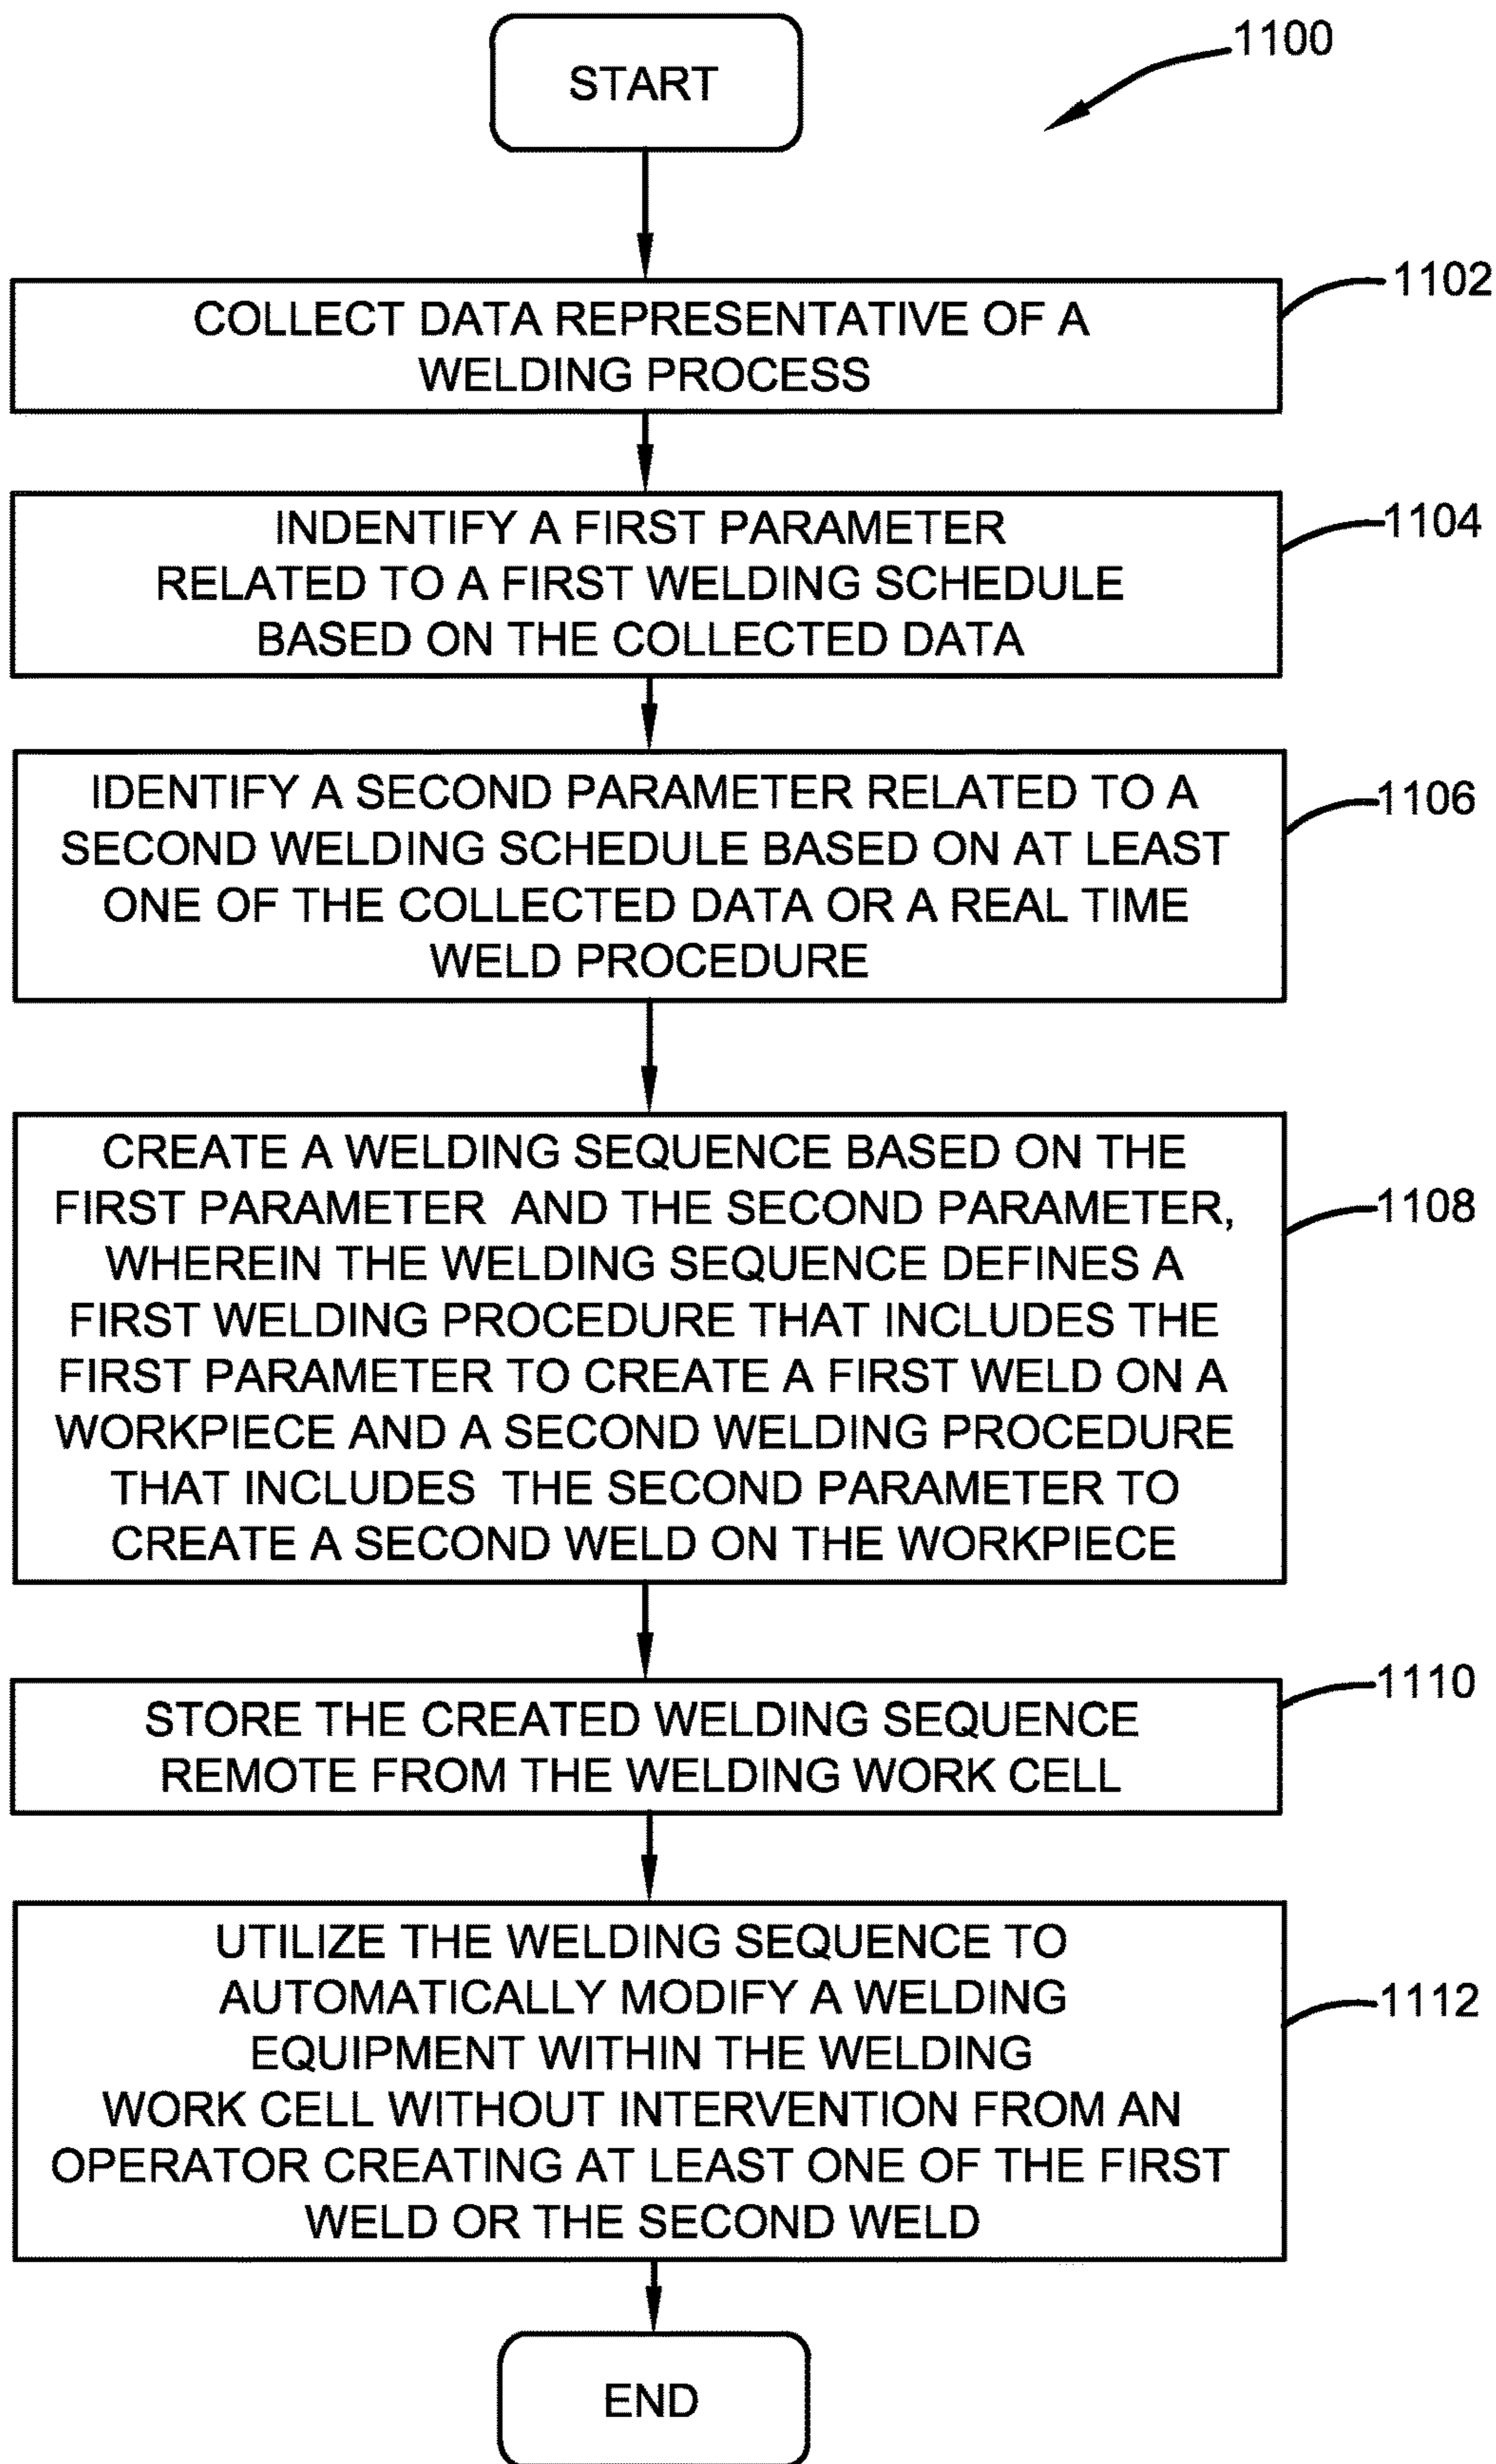 START
1100
COLLECT DATA REPRESENTATIVE OF A
WELDING PROCESS
1102
INDENTIFY A FIRST PARAMETER
RELATED TO A FIRST WELDING SCHEDULE
BASED ON THE COLLECTED DATA
1104
IDENTIFY A SECOND PARAMETER RELATED TO A
SECOND WELDING SCHEDULE BASED ON AT LEAST
ONE OF THE COLLECTED DATA OR A REAL TIME
WELD PROCEDURE
1106
CREATE A WELDING SEQUENCE BASED ON THE
FIRST PARAMETER AND THE SECOND PARAMETER,
WHEREIN THE WELDING SEQUENCE DEFINES A
FIRST WELDING PROCEDURE THAT INCLUDES THE
FIRST PARAMETER TO CREATE A FIRST WELD ON A
WORKPIECE AND A SECOND WELDING PROCEDURE
THAT INCLUDES THE SECOND PARAMETER TO
CREATE A SECOND WELD ON THE WORKPIECE
1108
STORE THE CREATED WELDING SEQUENCE
REMOTE FROM THE WELDING WORK CELL
1110
UTILIZE THE WELDING SEQUENCE TO
AUTOMATICALLY MODIFY A WELDING
EQUIPMENT WITHIN THE WELDING
WORK CELL WITHOUT INTERVENTION FROM AN
OPERATOR CREATING AT LEAST ONE OF THE FIRST
WELD OR THE SECOND WELD
1112
END